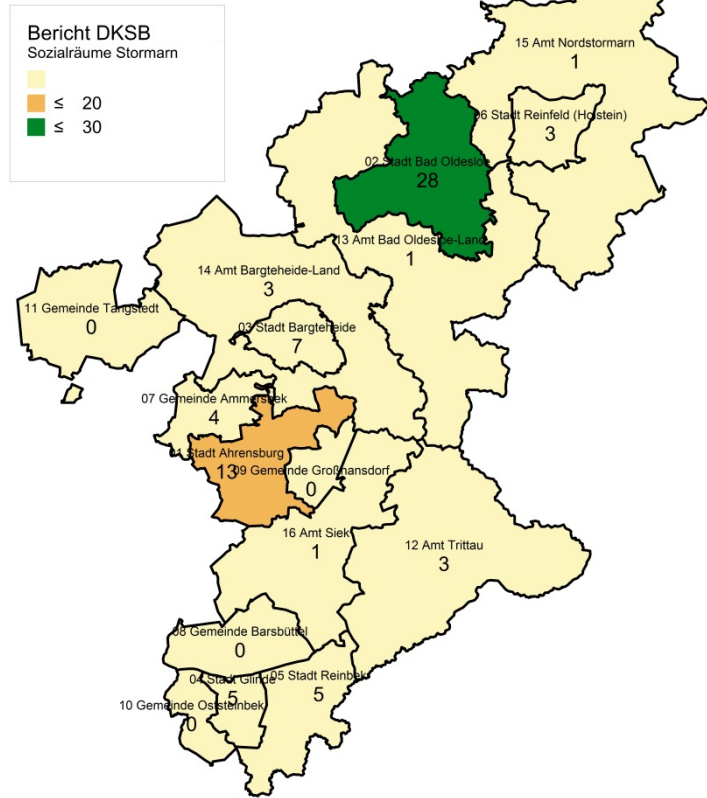 Bericht DKSB
Sozialräume Stormarn
≤ 20
≤ 30
15 Amt Nordstormarn
1
06 Stadt Reinfeld (Holstein)
3
02 Stadt Bad Oldesloe
28
13 Amt Bad Oldesloe-Land
1
14 Amt Bargteheide-Land
3
11 Gemeinde Tangstedt
0
03 Stadt Bargteheide
7
07 Gemeinde Ammersbek
4
01 Stadt Ahrensburg
13
09 Gemeinde Großhansdorf
0
16 Amt Siek
1
12 Amt Trittau
3
08 Gemeinde Barsbüttel
0
04 Stadt Glinde
5
05 Stadt Reinbek
5
10 Gemeinde Oststeinbek
0